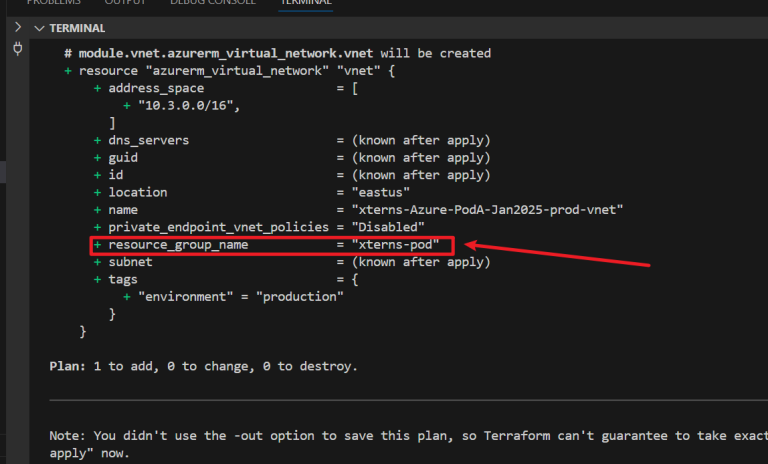 PROBLEMS OUTPUT DEBUG CONSOLE TERMINAL
TERMINAL
# module.vnet.azurerm_virtual_network.vnet will be created
+ resource "azurerm_virtual_network" "vnet" {
+ address_space = [
+ "10.3.0.0/16",
]
+ dns_servers = (known after apply)
+ guid = (known after apply)
+ id = (known after apply)
+ location = "eastus"
+ name = "xterns-Azure-PodA-Jan2025-prod-vnet"
+ private_endpoint_vnet_policies = "Disabled"
+ resource_group_name = "xterns-pod"
+ subnet = (known after apply)
+ tags = {
+ "environment" = "production"
}
}
Plan: 1 to add, 0 to change, 0 to destroy.
Note: You didn't use the -out option to save this plan, so Terraform can't guarantee to take exact
apply" now.